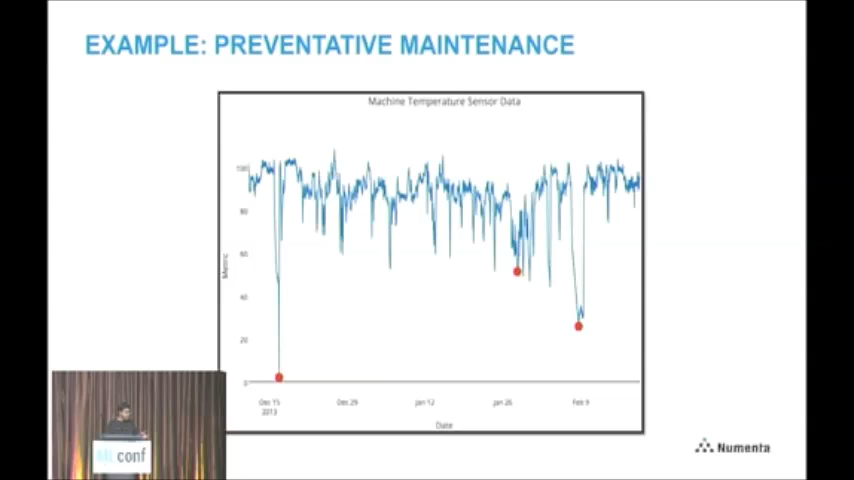 EXAMPLE: PREVENTATIVE MAINTENANCE
Machine Temperature Sensor Data
100
80
60
40
20
0
Metric
Dec 15
2013
Dec 29
Jan 12
Jan 26
Feb 9
Date
conf
Numenta